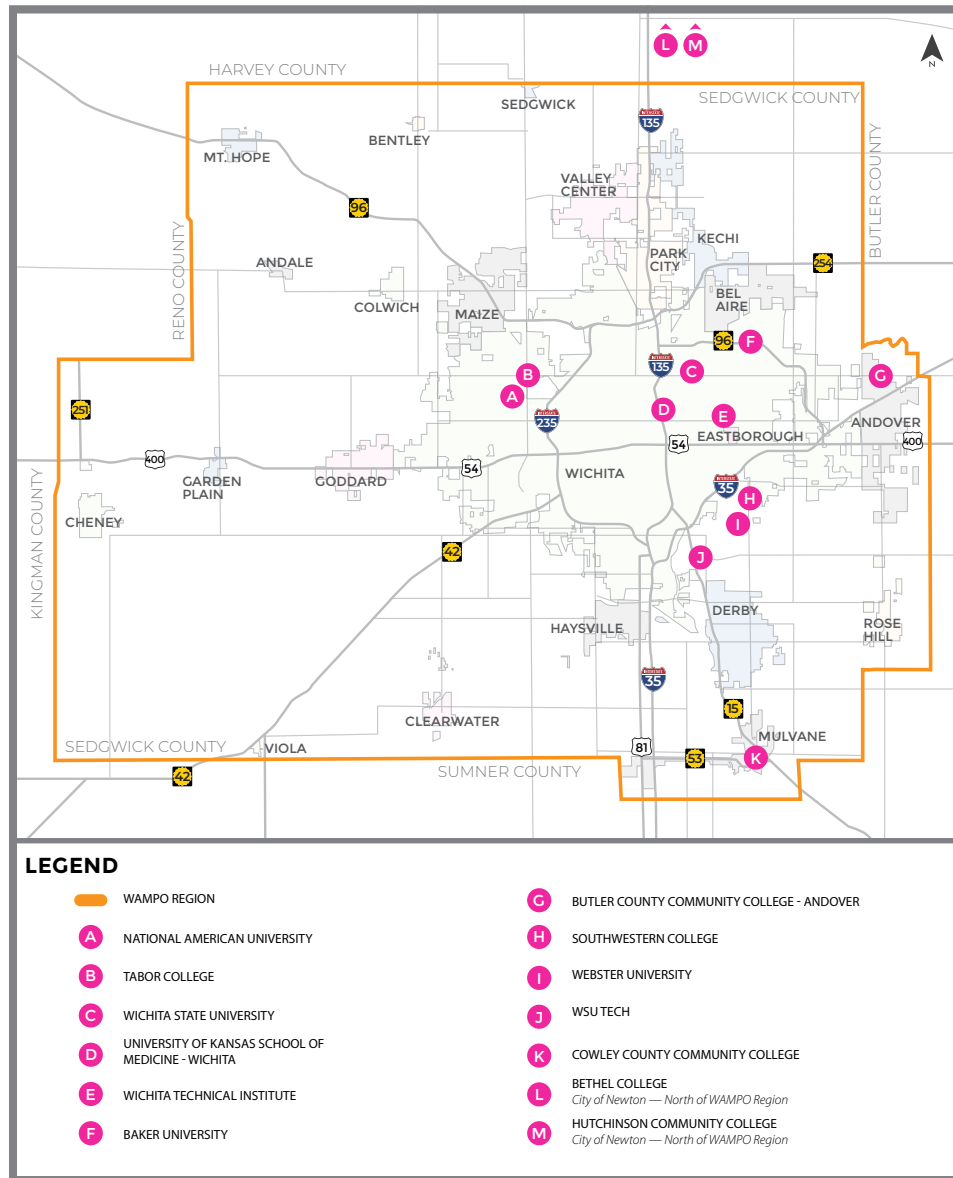 L M
N
HARVEY COUNTY
SEDGWICK COUNTY
SEDGWICK
INTERSTATE
135
BENTLEY
MT. HOPE
BUTLER COUNTY
VALLEY
CENTER
96
RENO COUNTY
KECHI
PARK
CITY
254
ANDALE
COLWICH
BEL
AIRE
MAIZE
96
F
INTERSTATE
135
C
B
G
A
251
D
E
INTERSTATE
235
ANDOVER
EASTBOROUGH
400
54
400
54
WICHITA
GARDEN
PLAIN
GODDARD
INTERSTATE
35
H
KINGMAN COUNTY
CHENEY
I
42
J
DERBY
HAYSVILLE
ROSE
HILL
INTERSTATE
35
15
CLEARWATER
MULVANE
SEDGWICK COUNTY
VIOLA
81
53
K
42
SUMNER COUNTY
LEGEND
WAMPO REGION
A NATIONAL AMERICAN UNIVERSITY
B TABOR COLLEGE
C WICHITA STATE UNIVERSITY
D UNIVERSITY OF KANSAS SCHOOL OF
MEDICINE - WICHITA
E WICHITA TECHNICAL INSTITUTE
F BAKER UNIVERSITY
G BUTLER COUNTY COMMUNITY COLLEGE - ANDOVER
H SOUTHWESTERN COLLEGE
I WEBSTER UNIVERSITY
J WSU TECH
K COWLEY COUNTY COMMUNITY COLLEGE
L BETHEL COLLEGE
City of Newton — North of WAMPO Region
M HUTCHINSON COMMUNITY COLLEGE
City of Newton — North of WAMPO Region